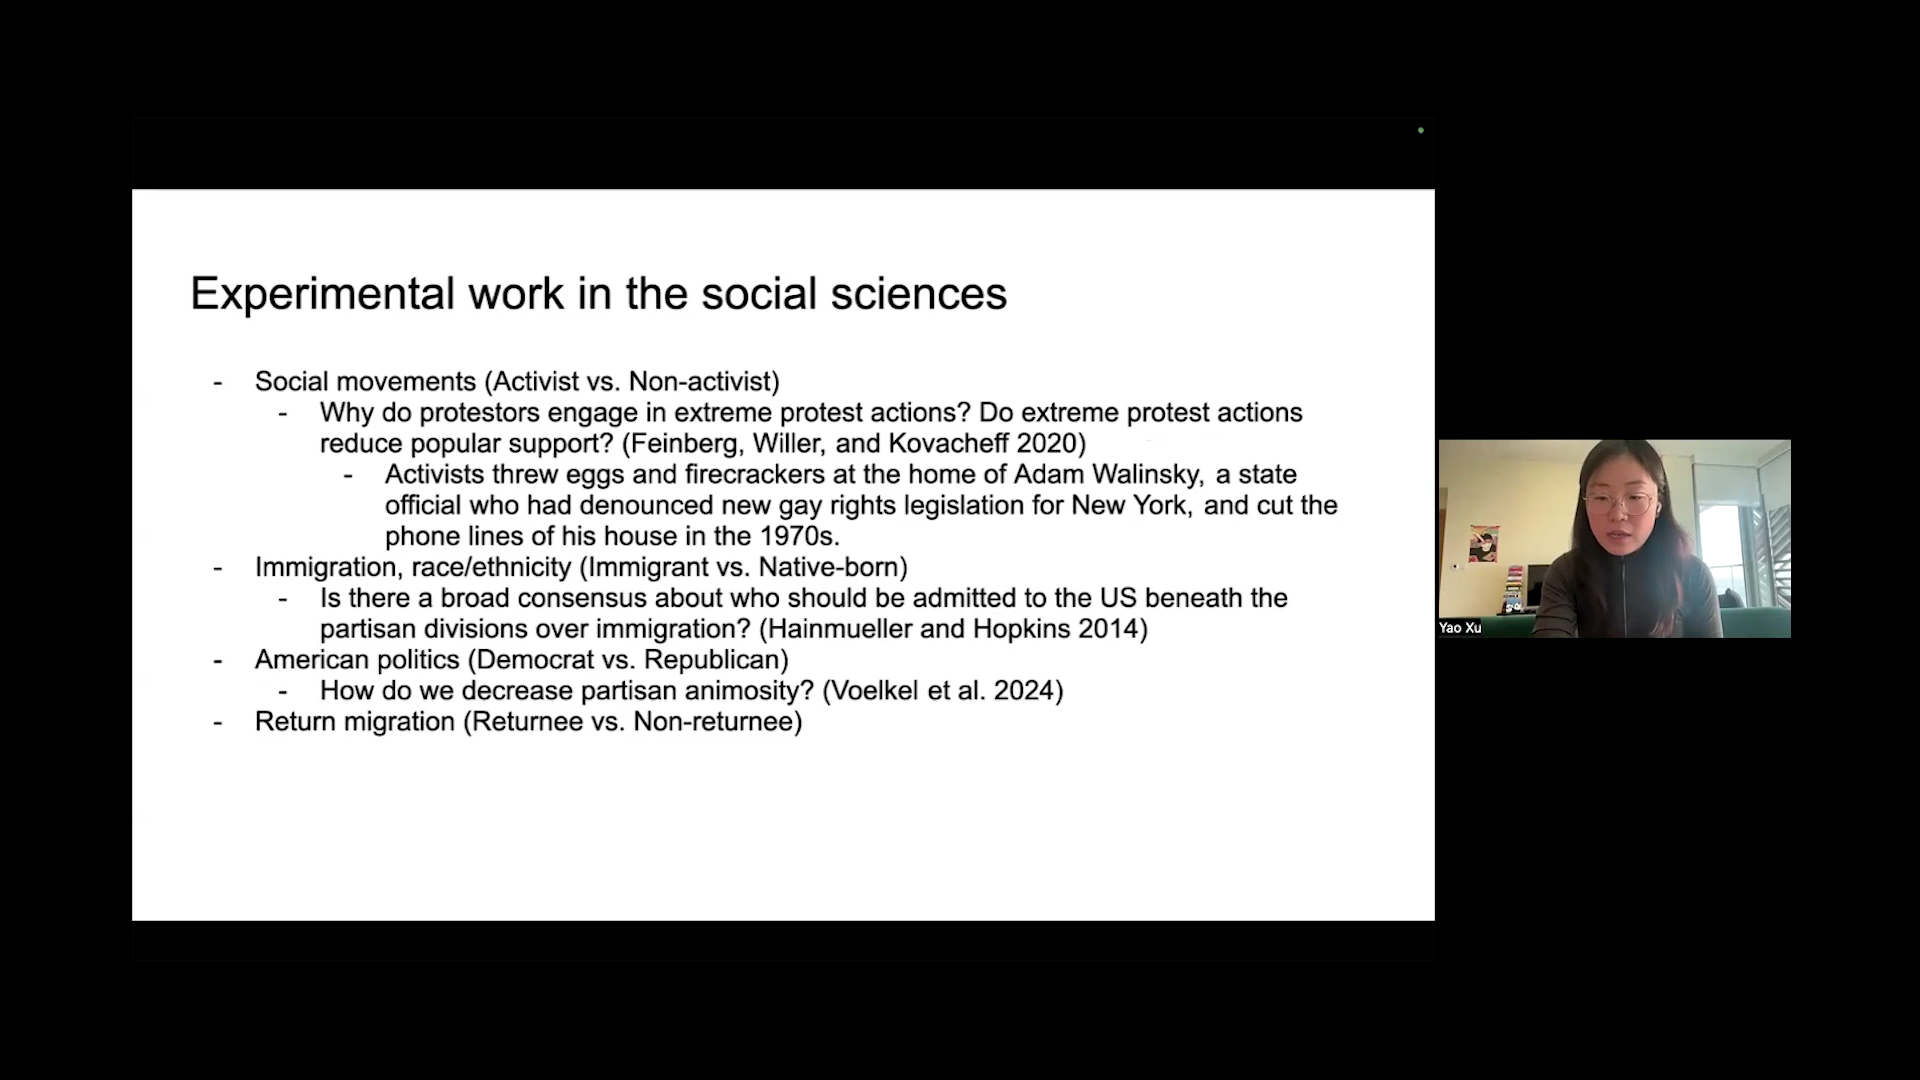 Experimental work in the social sciences
- Social movements (Activist vs. Non-activist)
- Why do protestors engage in extreme protest actions? Do extreme protest actions
reduce popular support? (Feinberg, Willer, and Kovacheff 2020)
- Activists threw eggs and firecrackers at the home of Adam Walinsky, a state
official who had denounced new gay rights legislation for New York, and cut the
phone lines of his house in the 1970s.
- Immigration, race/ethnicity (Immigrant vs. Native-born)
- Is there a broad consensus about who should be admitted to the US beneath the
partisan divisions over immigration? (Hainmueller and Hopkins 2014)
- American politics (Democrat vs. Republican)
- How do we decrease partisan animosity? (Voelkel et al. 2024)
- Return migration (Returnee vs. Non-returnee)
Yao Xu